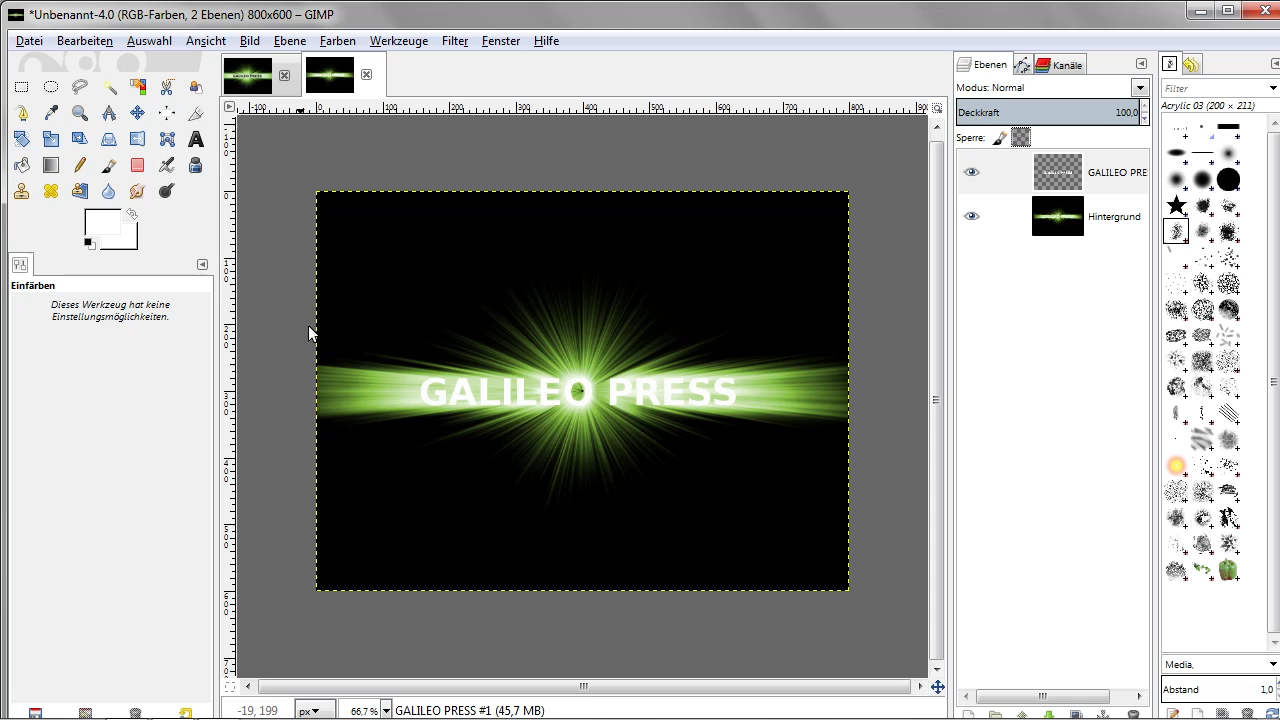 *Unbenannt-4.0 (RGB-Farben, 2 Ebenen) 800x600 – GIMP
Datei Bearbeiten Auswahl Ansicht Bild Ebene Farben Werkzeuge Filter Fenster Hilfe
Ebenen
Kanäle
Modus: Normal
Deckkraft 100,0
Sperre:
GALILEO PRE
Hintergrund
Filter
Acrylic 03 (200 × 211)
Einfärben
Dieses Werkzeug hat keine
Einstellungsmöglichkeiten.
GALILEO PRESS
Media,
Abstand 1,0
-19, 199
px
66,7 %
GALILEO PRESS #1 (45,7 MB)